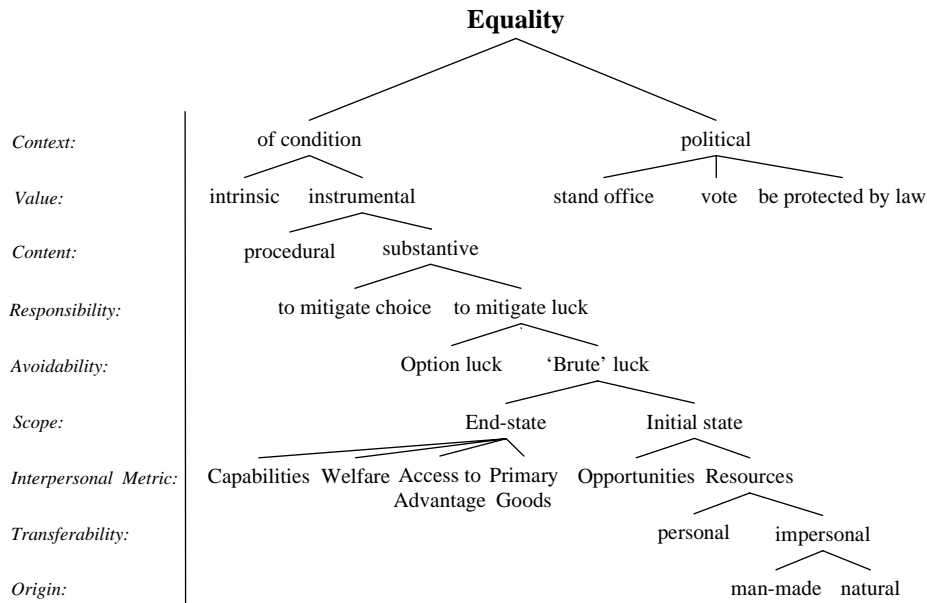 Equality
Context: of condition political
Value: intrinsic instrumental stand office vote be protected by law
Content: procedural substantive
Responsibility: to mitigate choice to mitigate luck
Avoidability: Option luck ‘Brute’ luck
Scope: End-state Initial state
Interpersonal Metric: Capabilities Welfare Access to Primary Opportunities Resources
Advantage Goods
Transferability: personal impersonal
Origin: man-made natural